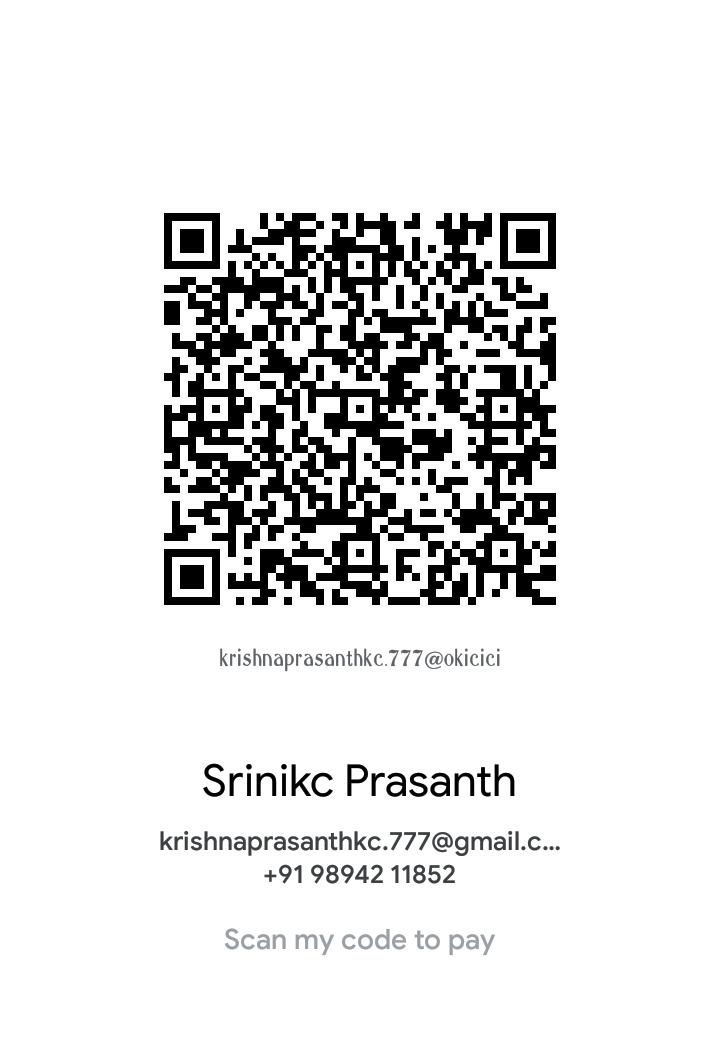 krishnaprasanthkc.777@okicici
Srinikc Prasanth
krishnaprasanthkc.777@gmail.c...
+91 98942 11852
Scan my code to pay